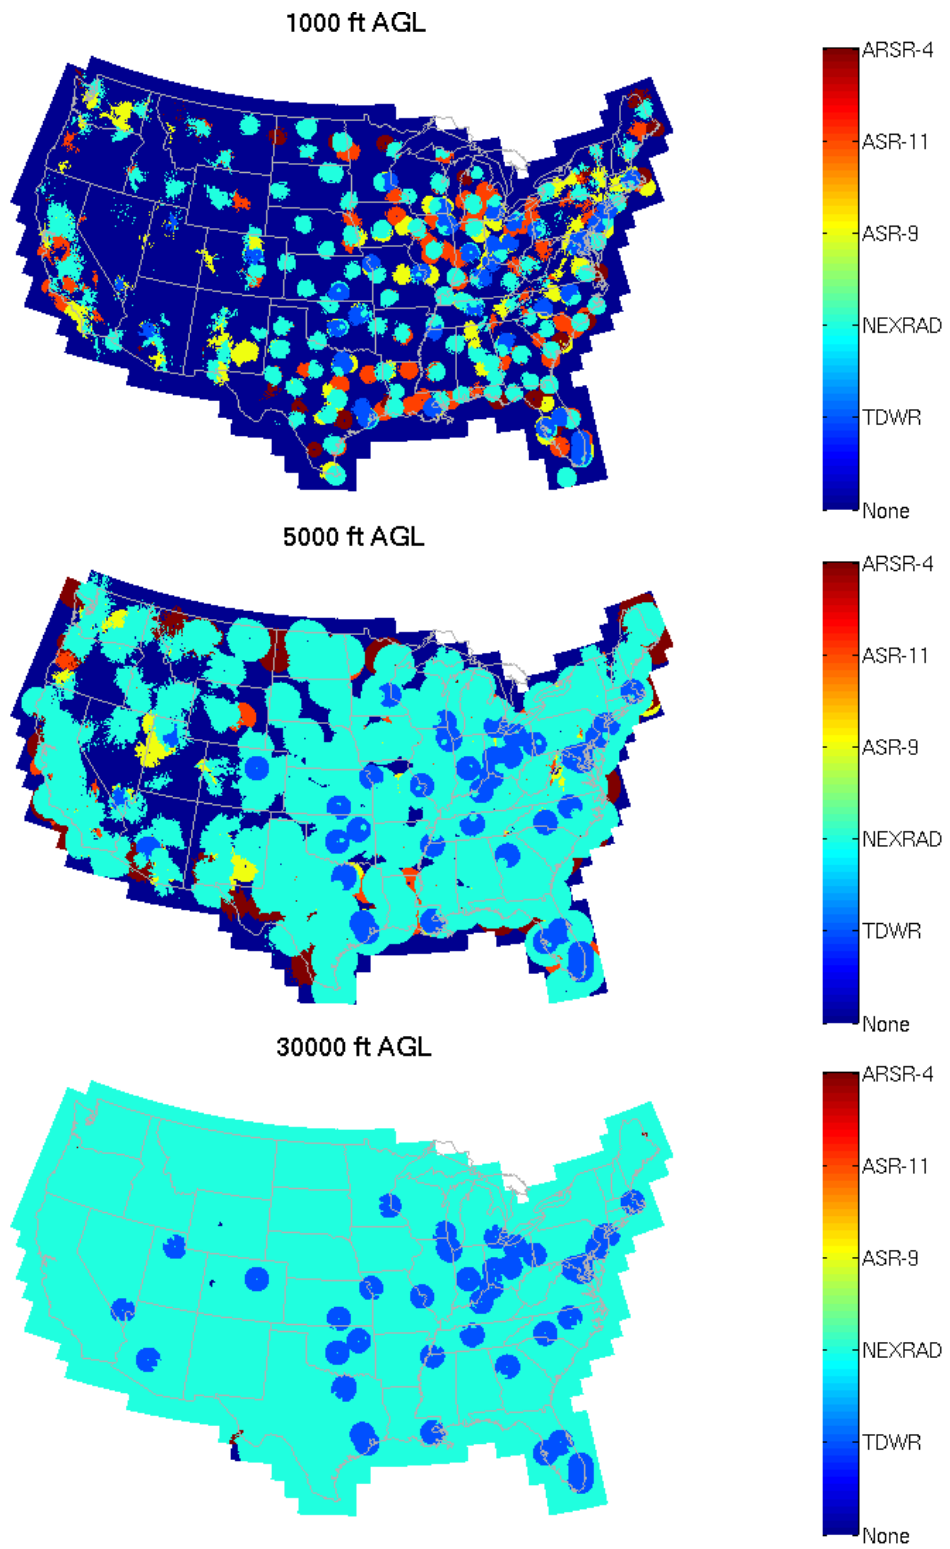 1000 ft AGL
ARSR-4
ASR-11
ASR-9
NEXRAD
TDWR
None
5000 ft AGL
ARSR-4
ASR-11
ASR-9
NEXRAD
TDWR
None
30000 ft AGL
ARSR-4
ASR-11
ASR-9
NEXRAD
TDWR
None